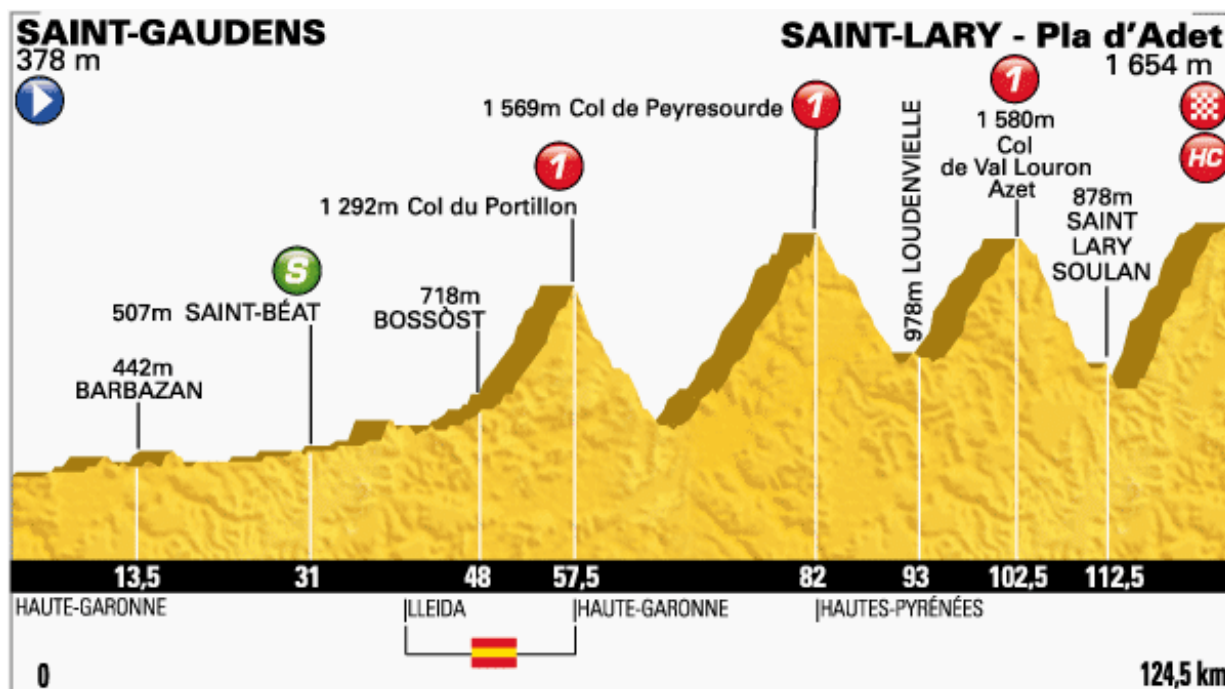 SAINT-GAUDENS
378 m
SAINT-LARY - Pla d'Adet
1 654 m
1
1 569m Col de Peyresourde
1
1
HC
1 580m
Col
de Val Louron
Azet
1 292m Col du Portillon
978m LOUDENVIELLE
878m
SAINT
LARY
SOULAN
S
507m SAINT-BÉAT
718m
BOSSÒST
442m
BARBAZAN
13,5 31 48 57,5 82 93 102,5 112,5
HAUTE-GARONNE |LLEIDA |HAUTE-GARONNE |HAUTES-PYRÉNÉES
0 124,5 km